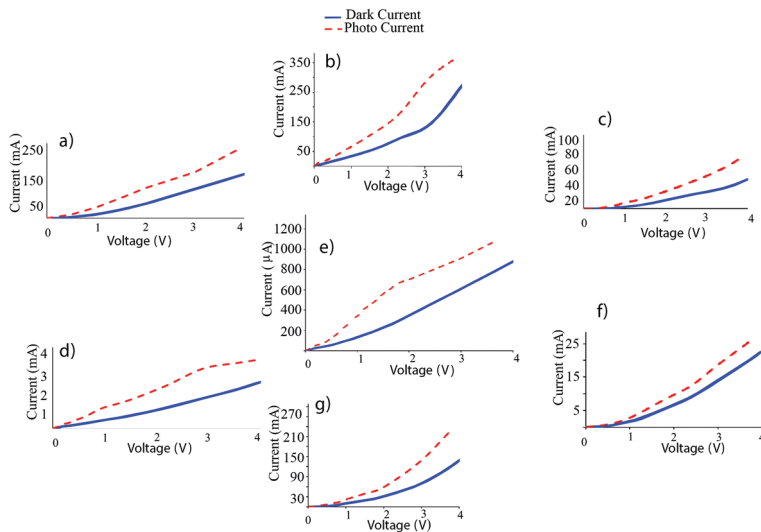 Dark Current
Photo Current
a)
Current (mA)
250
150
50
0
1
2
3
4
Voltage (V)
b)
Current (mA)
350
250
150
50
0
1
2
3
4
Voltage (V)
c)
Current (mA)
100
80
60
40
20
0
1
2
3
4
Voltage (V)
d)
Current (mA)
4
3
2
1
0
1
2
3
4
Voltage (V)
e)
Current ( μA)
1200
1000
800
600
400
200
0
1
2
3
4
Voltage (V)
f)
Current (mA)
25
15
5
0
1
2
3
4
Voltage (V)
g)
Current (mA)
270
210
150
90
30
0
1
2
3
4
Voltage (V)